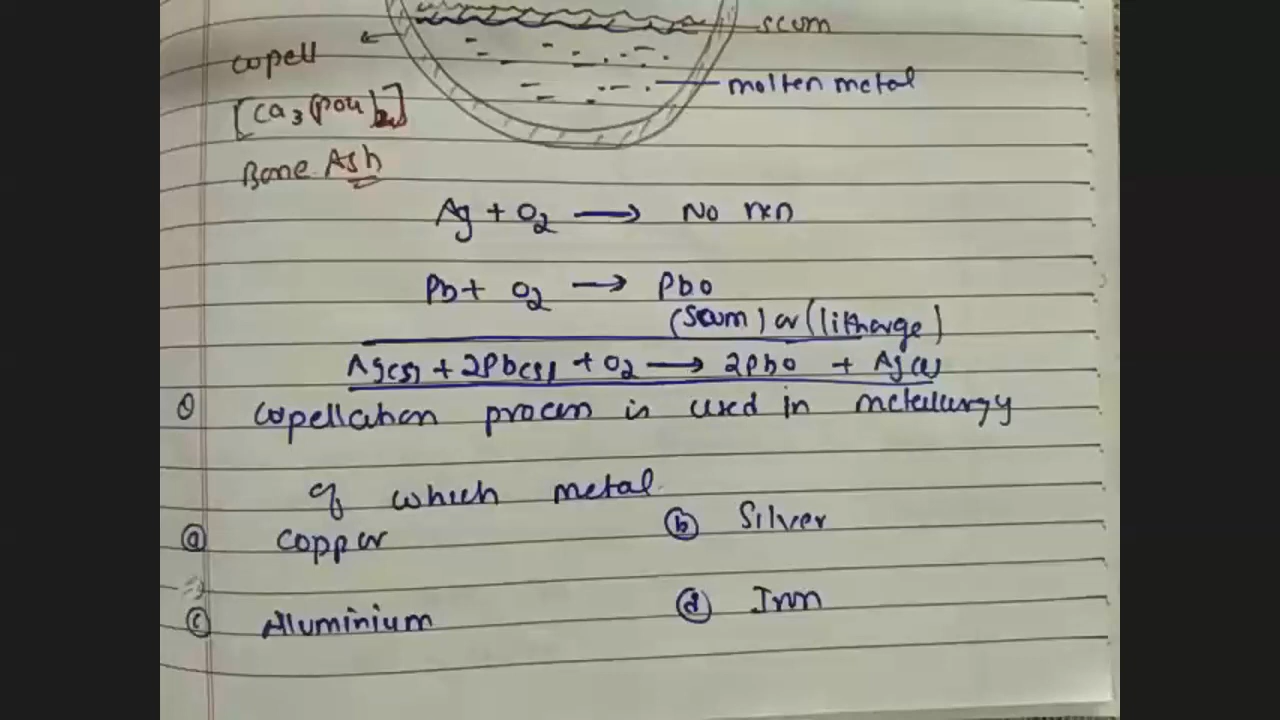 scum
copell
molten metal
[Ca3(PO4)2]
Bone Ash
Ag + O2 → No rxn
Pb + O2 → PbO
(Scum) or (litharge)
Ag(s) + 2Pb(s) + O2 → 2PbO + Ag(s)
Q copellation process is used in metallurgy
of which metal.
(a) Copper (b) Silver
(c) Aluminium (d) Iron